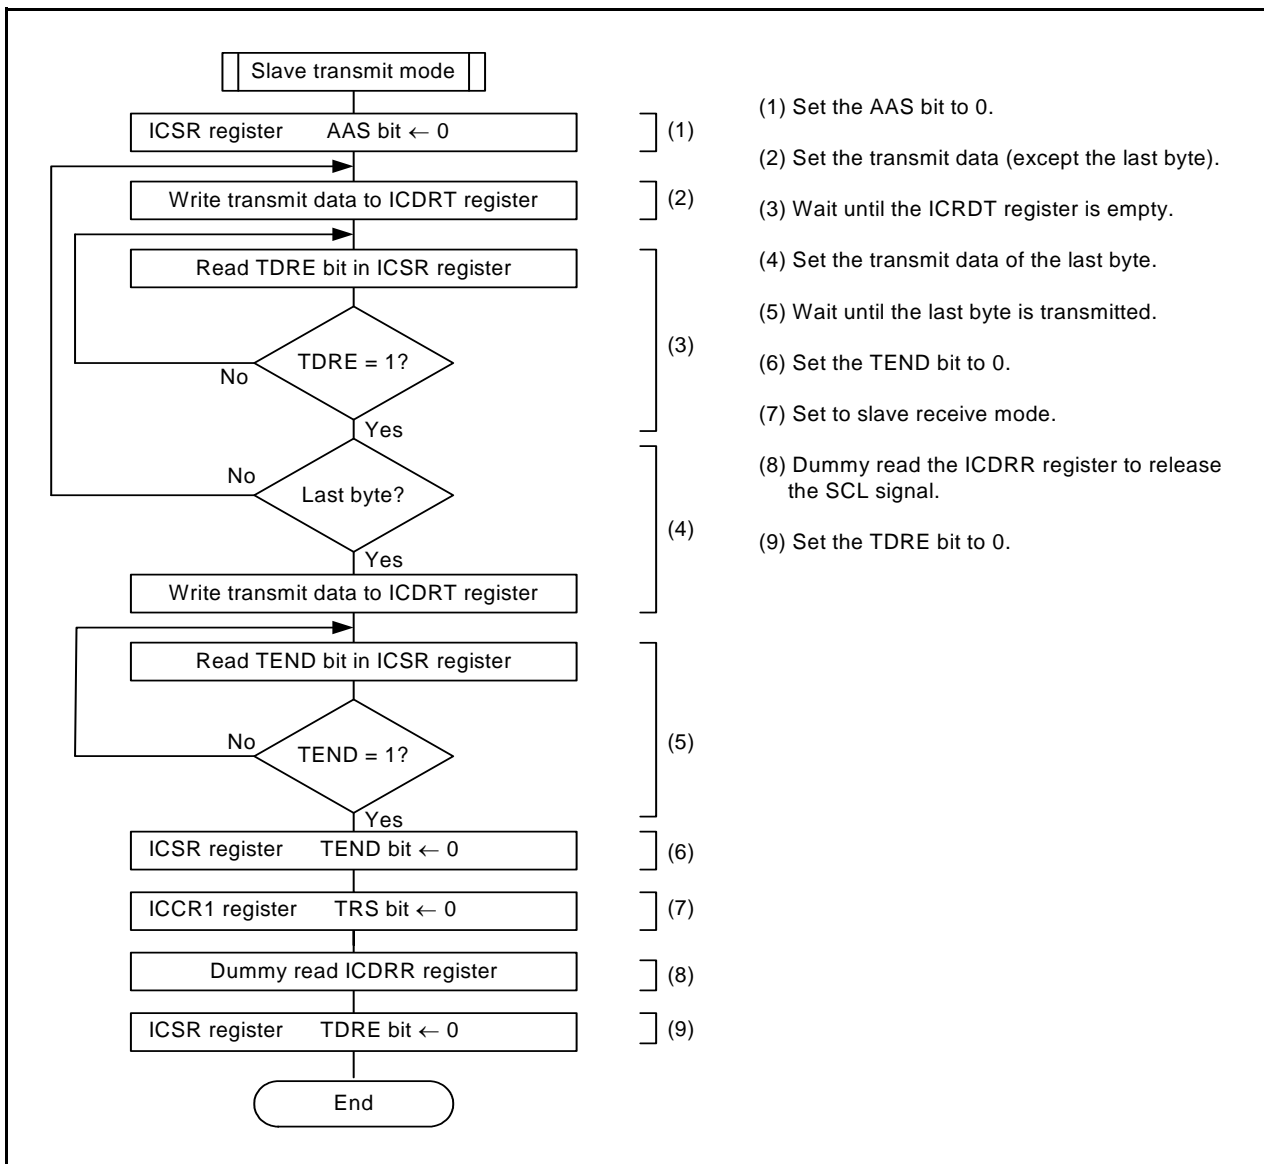 Slave transmit mode
ICSR register AAS bit ← 0
(1)
Write transmit data to ICDRT register
(2)
Read TDRE bit in ICSR register
TDRE = 1?
(3)
No
Yes
No
Last byte?
(4)
Yes
Write transmit data to ICDRT register
Read TEND bit in ICSR register
No
TEND = 1?
(5)
Yes
ICSR register TEND bit ← 0
(6)
ICCR1 register TRS bit ← 0
(7)
Dummy read ICDRR register
(8)
ICSR register TDRE bit ← 0
(9)
End
(1) Set the AAS bit to 0.
(2) Set the transmit data (except the last byte).
(3) Wait until the ICRDT register is empty.
(4) Set the transmit data of the last byte.
(5) Wait until the last byte is transmitted.
(6) Set the TEND bit to 0.
(7) Set to slave receive mode.
(8) Dummy read the ICDRR register to release
the SCL signal.
(9) Set the TDRE bit to 0.